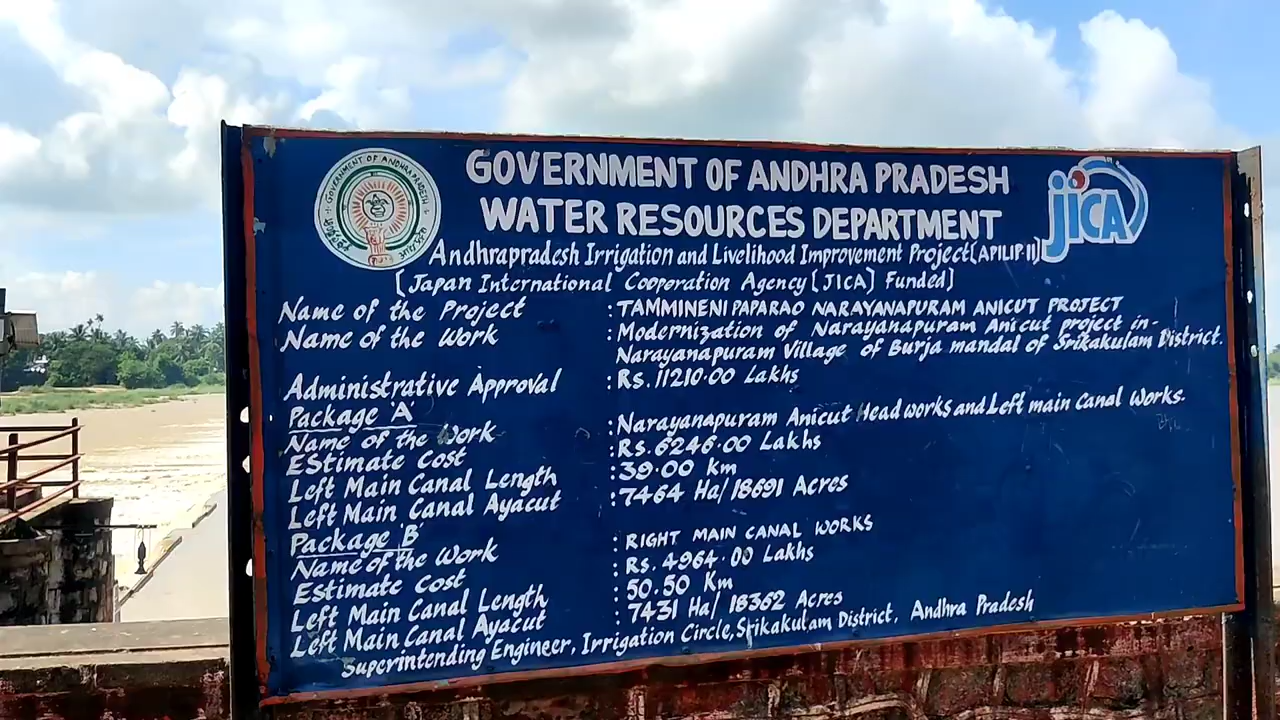 GOVERNMENT OF ANDHRA PRADESH
WATER RESOURCES DEPARTMENT
GOVERNMENT OF ANDHRA PRADESH
JICA
Andhrapradesh Irrigation and Livelihood Improvement Project(APILIP-II)
(Japan International Cooperation Agency (JICA) Funded)
Name of the Project : TAMMINENI PAPARAO NARAYANAPURAM ANICUT PROJECT
Name of the Work : Modernization of Narayanapuram Anicut project in-
Narayanapuram Village of Burja mandal of Srikakulam District.
Administrative Approval : Rs.11210.00 Lakhs
Package 'A'
Name of the Work : Narayanapuram Anicut Head works and Left main Canal Works.
Estimate Cost : Rs.6246.00 Lakhs
Left Main Canal Length : 39.00 Km
Left Main Canal Ayacut : 7464 Ha/18691 Acres
Package 'B'
Name of the Work : RIGHT MAIN CANAL WORKS
Estimate Cost : Rs. 4964.00 Lakhs
Left Main Canal Length : 50.50 Km
Left Main Canal Ayacut : 7431 Ha/ 18362 Acres
Superintending Engineer, Irrigation Circle, Srikakulam District, Andhra Pradesh